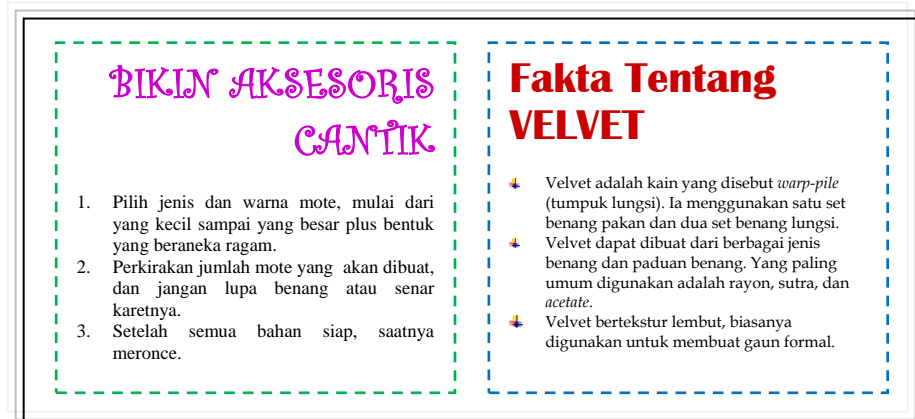 BIKIN AKSESORIS
CANTIK
1. Pilih jenis dan warna mote, mulai dari
yang kecil sampai yang besar plus bentuk
yang beraneka ragam.
2. Perkirakan jumlah mote yang akan dibuat,
dan jangan lupa benang atau senar
karetnya.
3. Setelah semua bahan siap, saatnya
meronce.
Fakta Tentang
VELVET
Velvet adalah kain yang disebut warp-pile
(tumpuk lungsi). Ia menggunakan satu set
benang pakan dan dua set benang lungsi.
Velvet dapat dibuat dari berbagai jenis
benang dan paduan benang. Yang paling
umum digunakan adalah rayon, sutra, dan
acetate.
Velvet bertekstur lembut, biasanya
digunakan untuk membuat gaun formal.